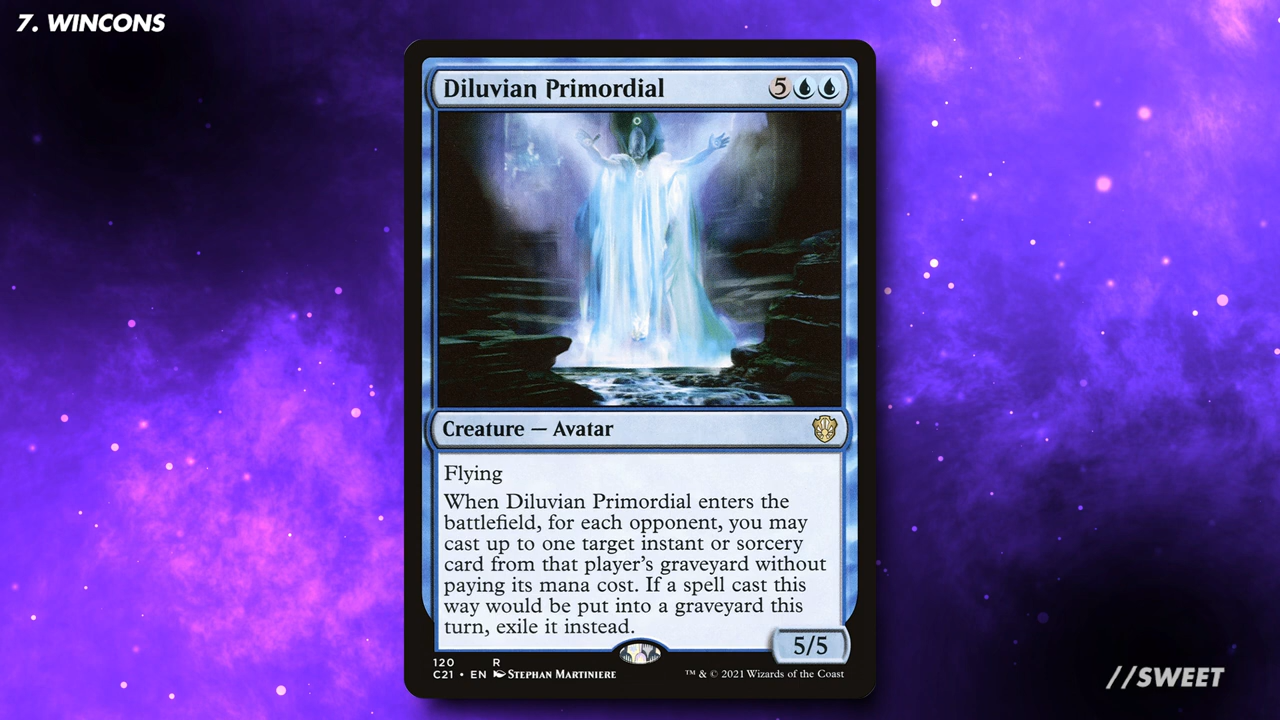 7. WINCONS
Diluvian Primordial 5
Creature — Avatar
Flying
When Diluvian Primordial enters the
battlefield, for each opponent, you may
cast up to one target instant or sorcery
card from that player's graveyard without
paying its mana cost. If a spell cast this
way would be put into a graveyard this
turn, exile it instead.
5/5
120 R
C21 • EN Stephan Martiniere
™ & © 2021 Wizards of the Coast
//SWEET